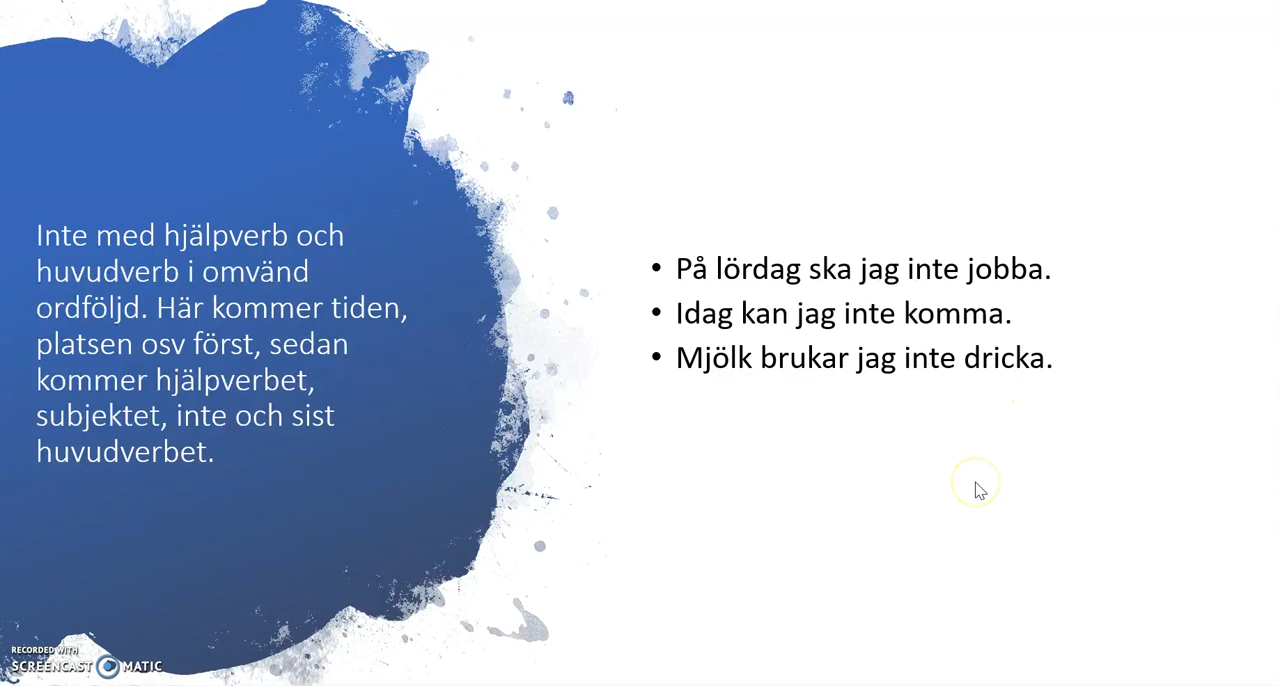 Inte med hjälpverb och
huvudverb i omvänd
ordföljd. Här kommer tiden,
platsen osv först, sedan
kommer hjälpverbet,
subjektet, inte och sist
huvudverbet.
• På lördag ska jag inte jobba.
• Idag kan jag inte komma.
• Mjölk brukar jag inte dricka.
RECORDED WITH
SCREENCAST MATIC